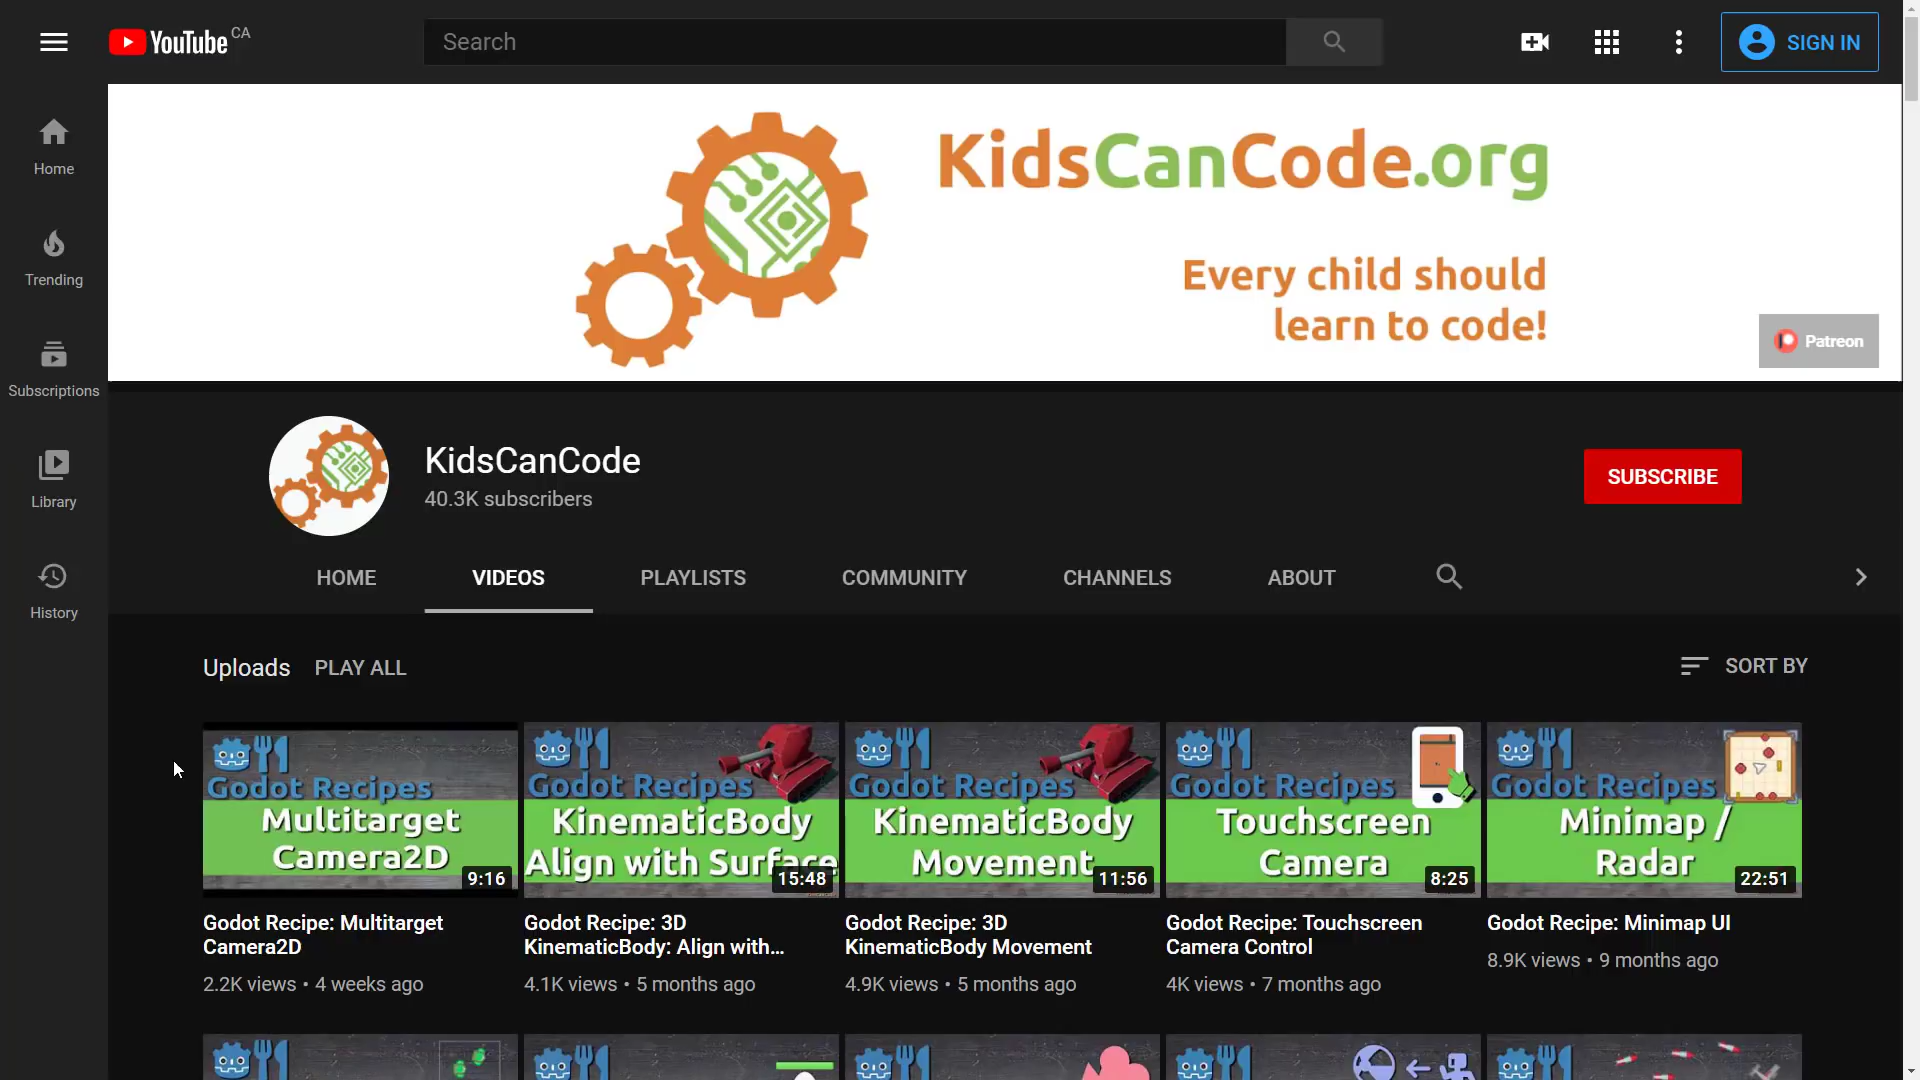 YouTube CA
Search
SIGN IN
Home
Trending
Subscriptions
Library
History
KidsCanCode.org
Every child should
learn to code!
Patreon
KidsCanCode
40.3K subscribers
SUBSCRIBE
HOME VIDEOS PLAYLISTS COMMUNITY CHANNELS ABOUT
Uploads PLAY ALL
SORT BY
Godot Recipes
Multitarget
Camera2D
9:16
Godot Recipes
KinematicBody
Align with Surface
15:48
Godot Recipes
KinematicBody
Movement
11:56
Godot Recipes
Touchscreen
Camera
8:25
Godot Recipes
Minimap /
Radar
22:51
Godot Recipe: Multitarget
Camera2D
2.2K views • 4 weeks ago
Godot Recipe: 3D
KinematicBody: Align with...
4.1K views • 5 months ago
Godot Recipe: 3D
KinematicBody Movement
4.9K views • 5 months ago
Godot Recipe: Touchscreen
Camera Control
4K views • 7 months ago
Godot Recipe: Minimap UI
8.9K views • 9 months ago